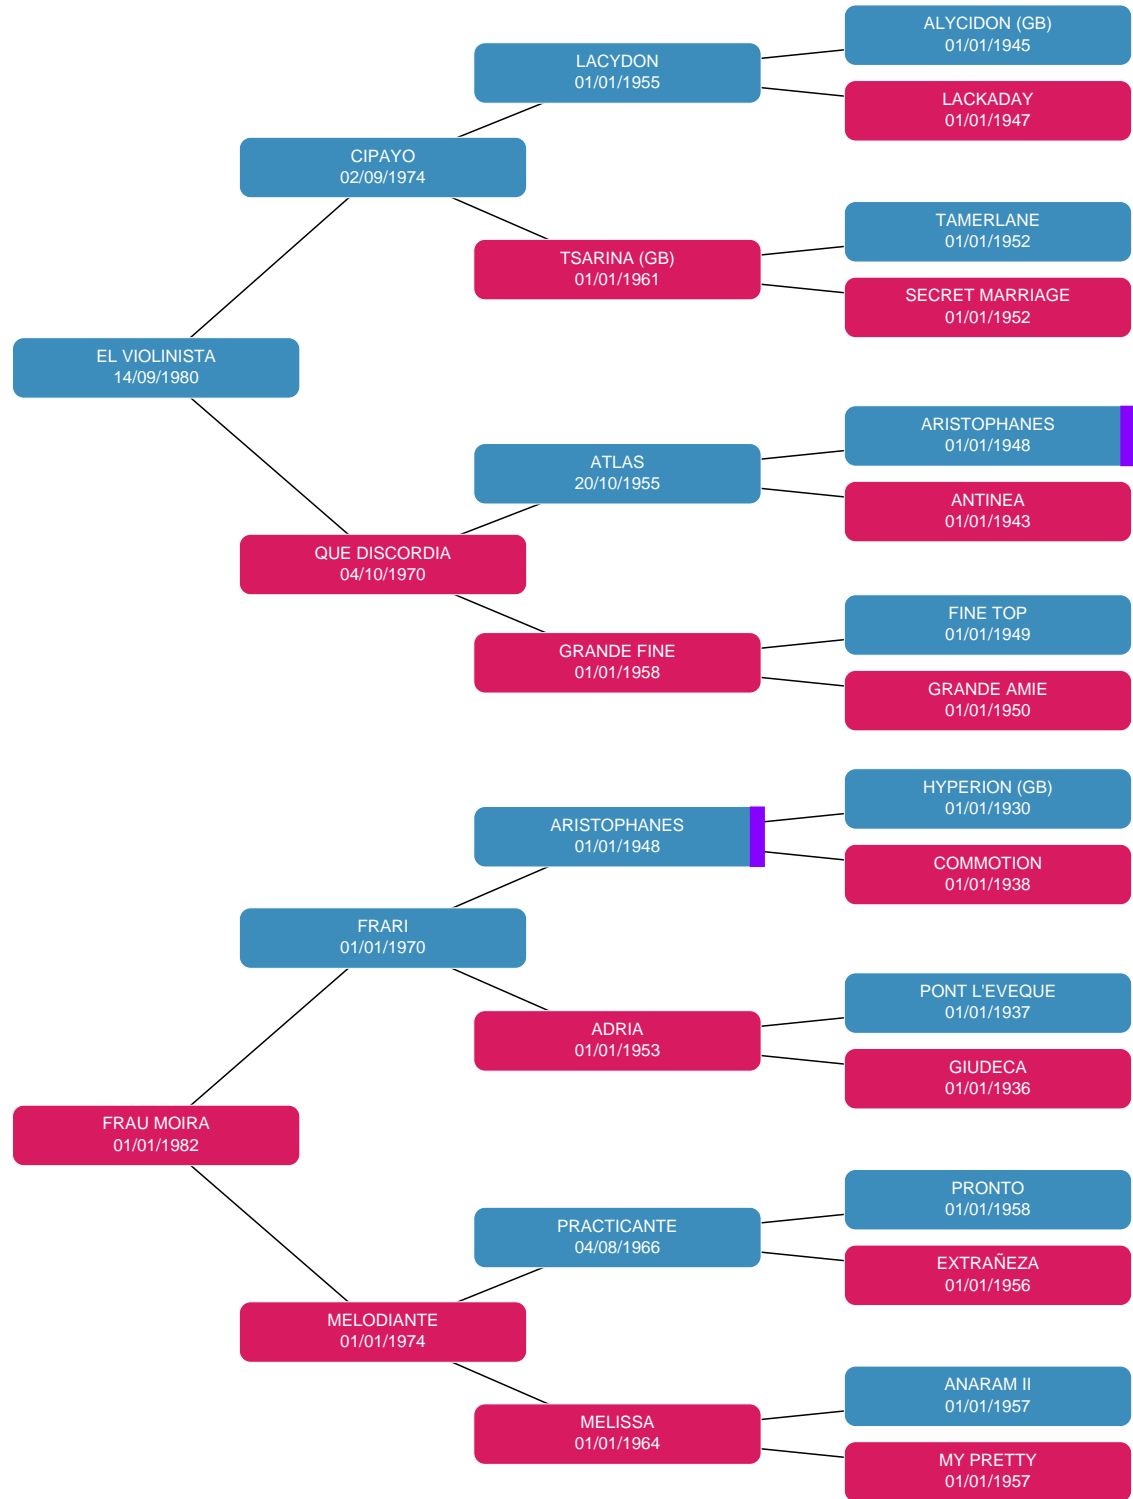 ALYCIDON (GB)
01/01/1945
LACYDON
01/01/1955
LACKADAY
01/01/1947
CIPAYO
02/09/1974
TAMERLANE
01/01/1952
TSARINA (GB)
01/01/1961
SECRET MARRIAGE
01/01/1952
EL VIOLINISTA
14/09/1980
ARISTOPHANES
01/01/1948
ATLAS
20/10/1955
ANTINEA
01/01/1943
QUE DISCORDIA
04/10/1970
FINE TOP
01/01/1949
GRANDE FINE
01/01/1958
GRANDE AMIE
01/01/1950
HYPERION (GB)
01/01/1930
ARISTOPHANES
01/01/1948
COMMOTION
01/01/1938
FRARI
01/01/1970
PONT L'EVEQUE
01/01/1937
ADRIA
01/01/1953
GIUDECA
01/01/1936
FRAU MOIRA
01/01/1982
PRONTO
01/01/1958
PRACTICANTE
04/08/1966
EXTRAÑEZA
01/01/1956
MELODIANTE
01/01/1974
ANARAM II
01/01/1957
MELISSA
01/01/1964
MY PRETTY
01/01/1957